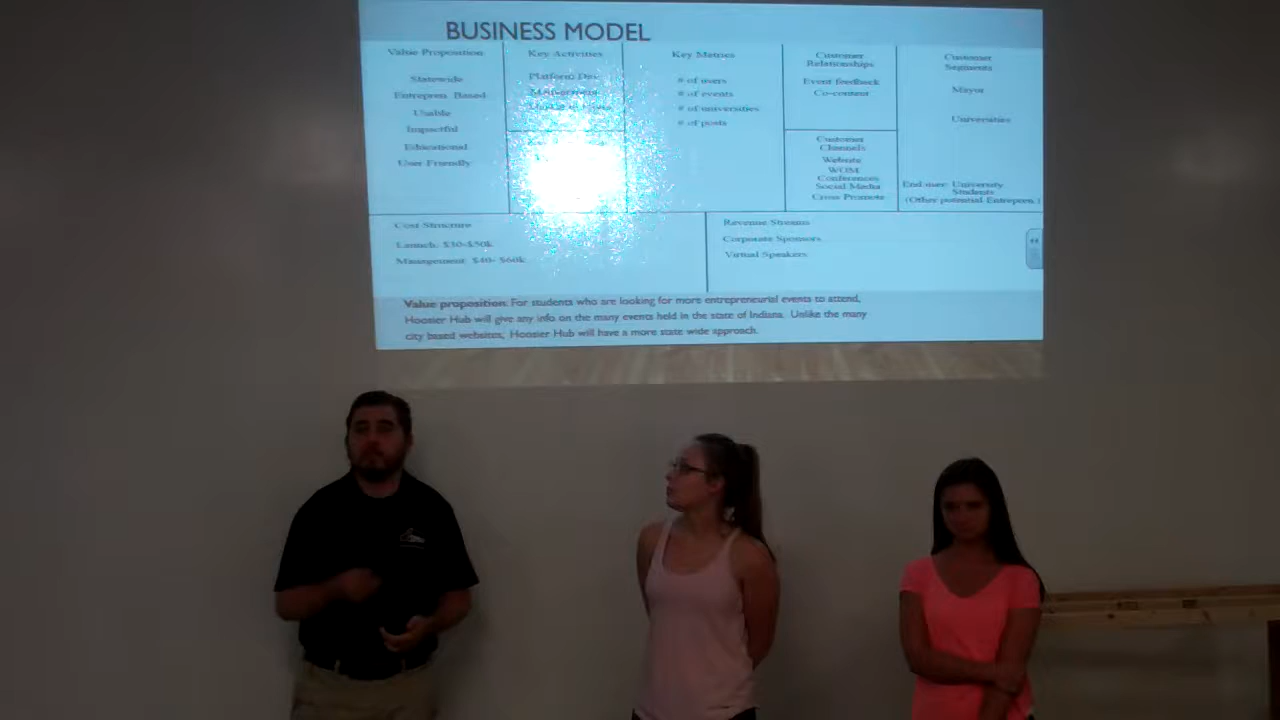 BUSINESS MODEL
Value Proposition
Statewide
Entrepren. Based
Usable
Impactful
Educational
User Friendly
Key Activities
Platform Dev.
Key Metrics
# of users
# of events
# of universities
# of posts
Customer
Relationships
Event feedback
Co-content
Customer
Channels
Website
WOM
Conferences
Social Media
Cross Promote
Customer
Segments
Mayor
Universities
End user: University
Students
(Other potential Entrepren.)
Cost Structure
Launch: $30-$50k
Management: $40- $60k
Revenue Streams
Corporate Sponsors
Virtual Speakers
Value proposition: For students who are looking for more entrepreneurial events to attend,
Hoosier Hub will give any info on the many events held in the state of Indiana. Unlike the many
city based websites, Hoosier Hub will have a more state wide approach.